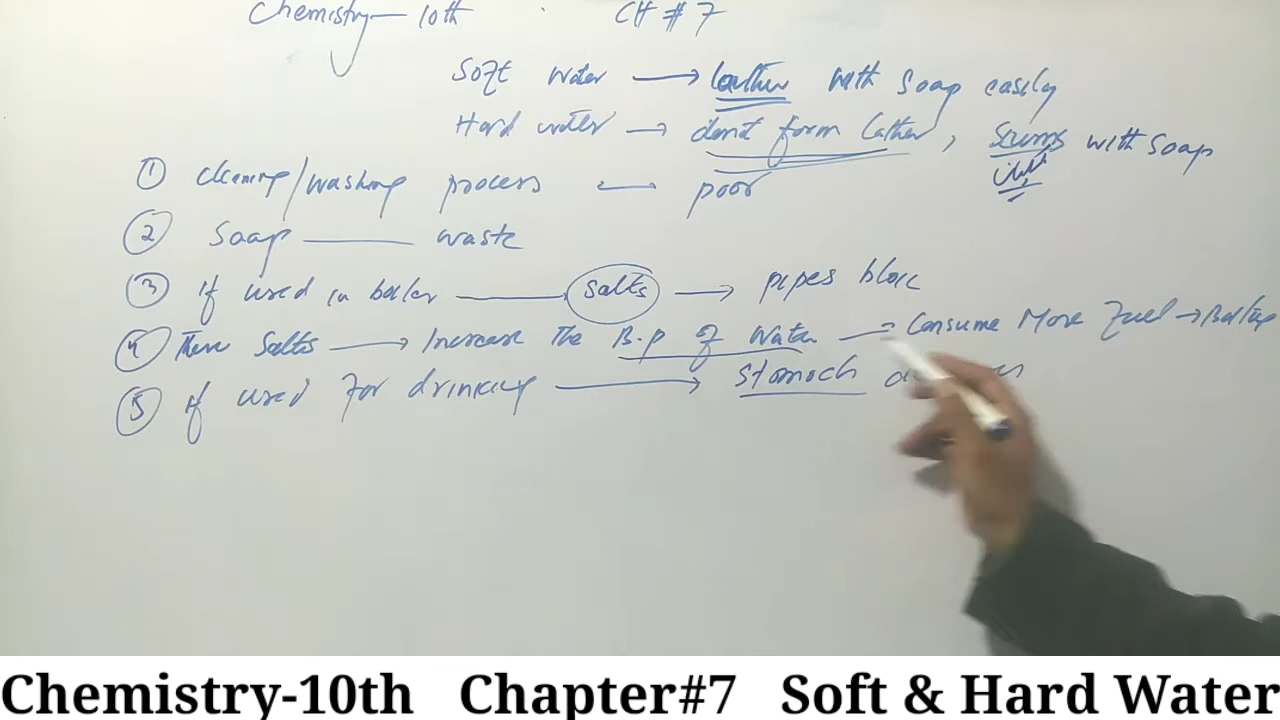 Chemistry — 10th CH # 7
Soft water → lather with soap easily
Hard water → don't form lather, Scums with soap
① cleaning/washing process — poor
② Soap — waste
③ If used in boiler — Salts → pipes block
④ These Salts → Increase the B.P of water → Consume More fuel →
⑤ If used for drinking → Stomach
Chemistry-10th Chapter#7 Soft & Hard Water